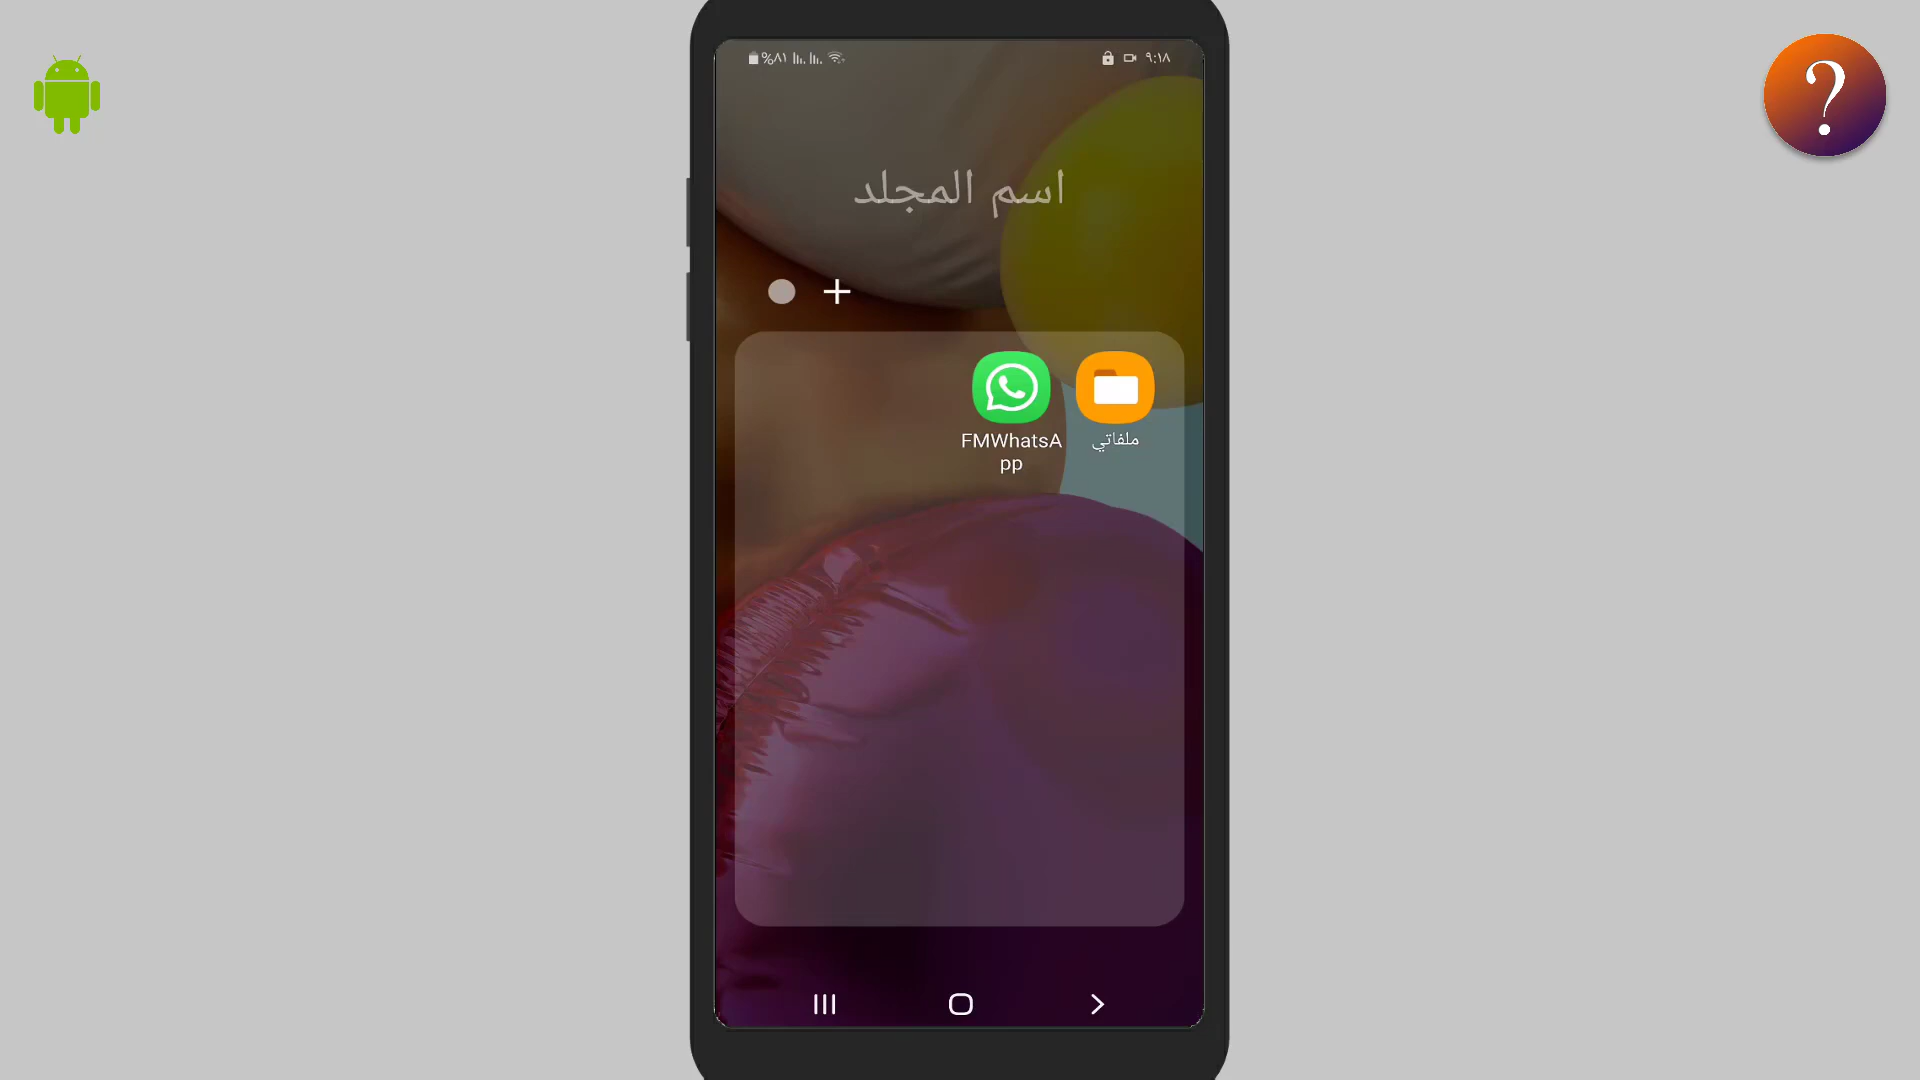 ٩:١٨
%٨١
اسم المجلد
+
ملفاتي
FMWhatsA
pp
?